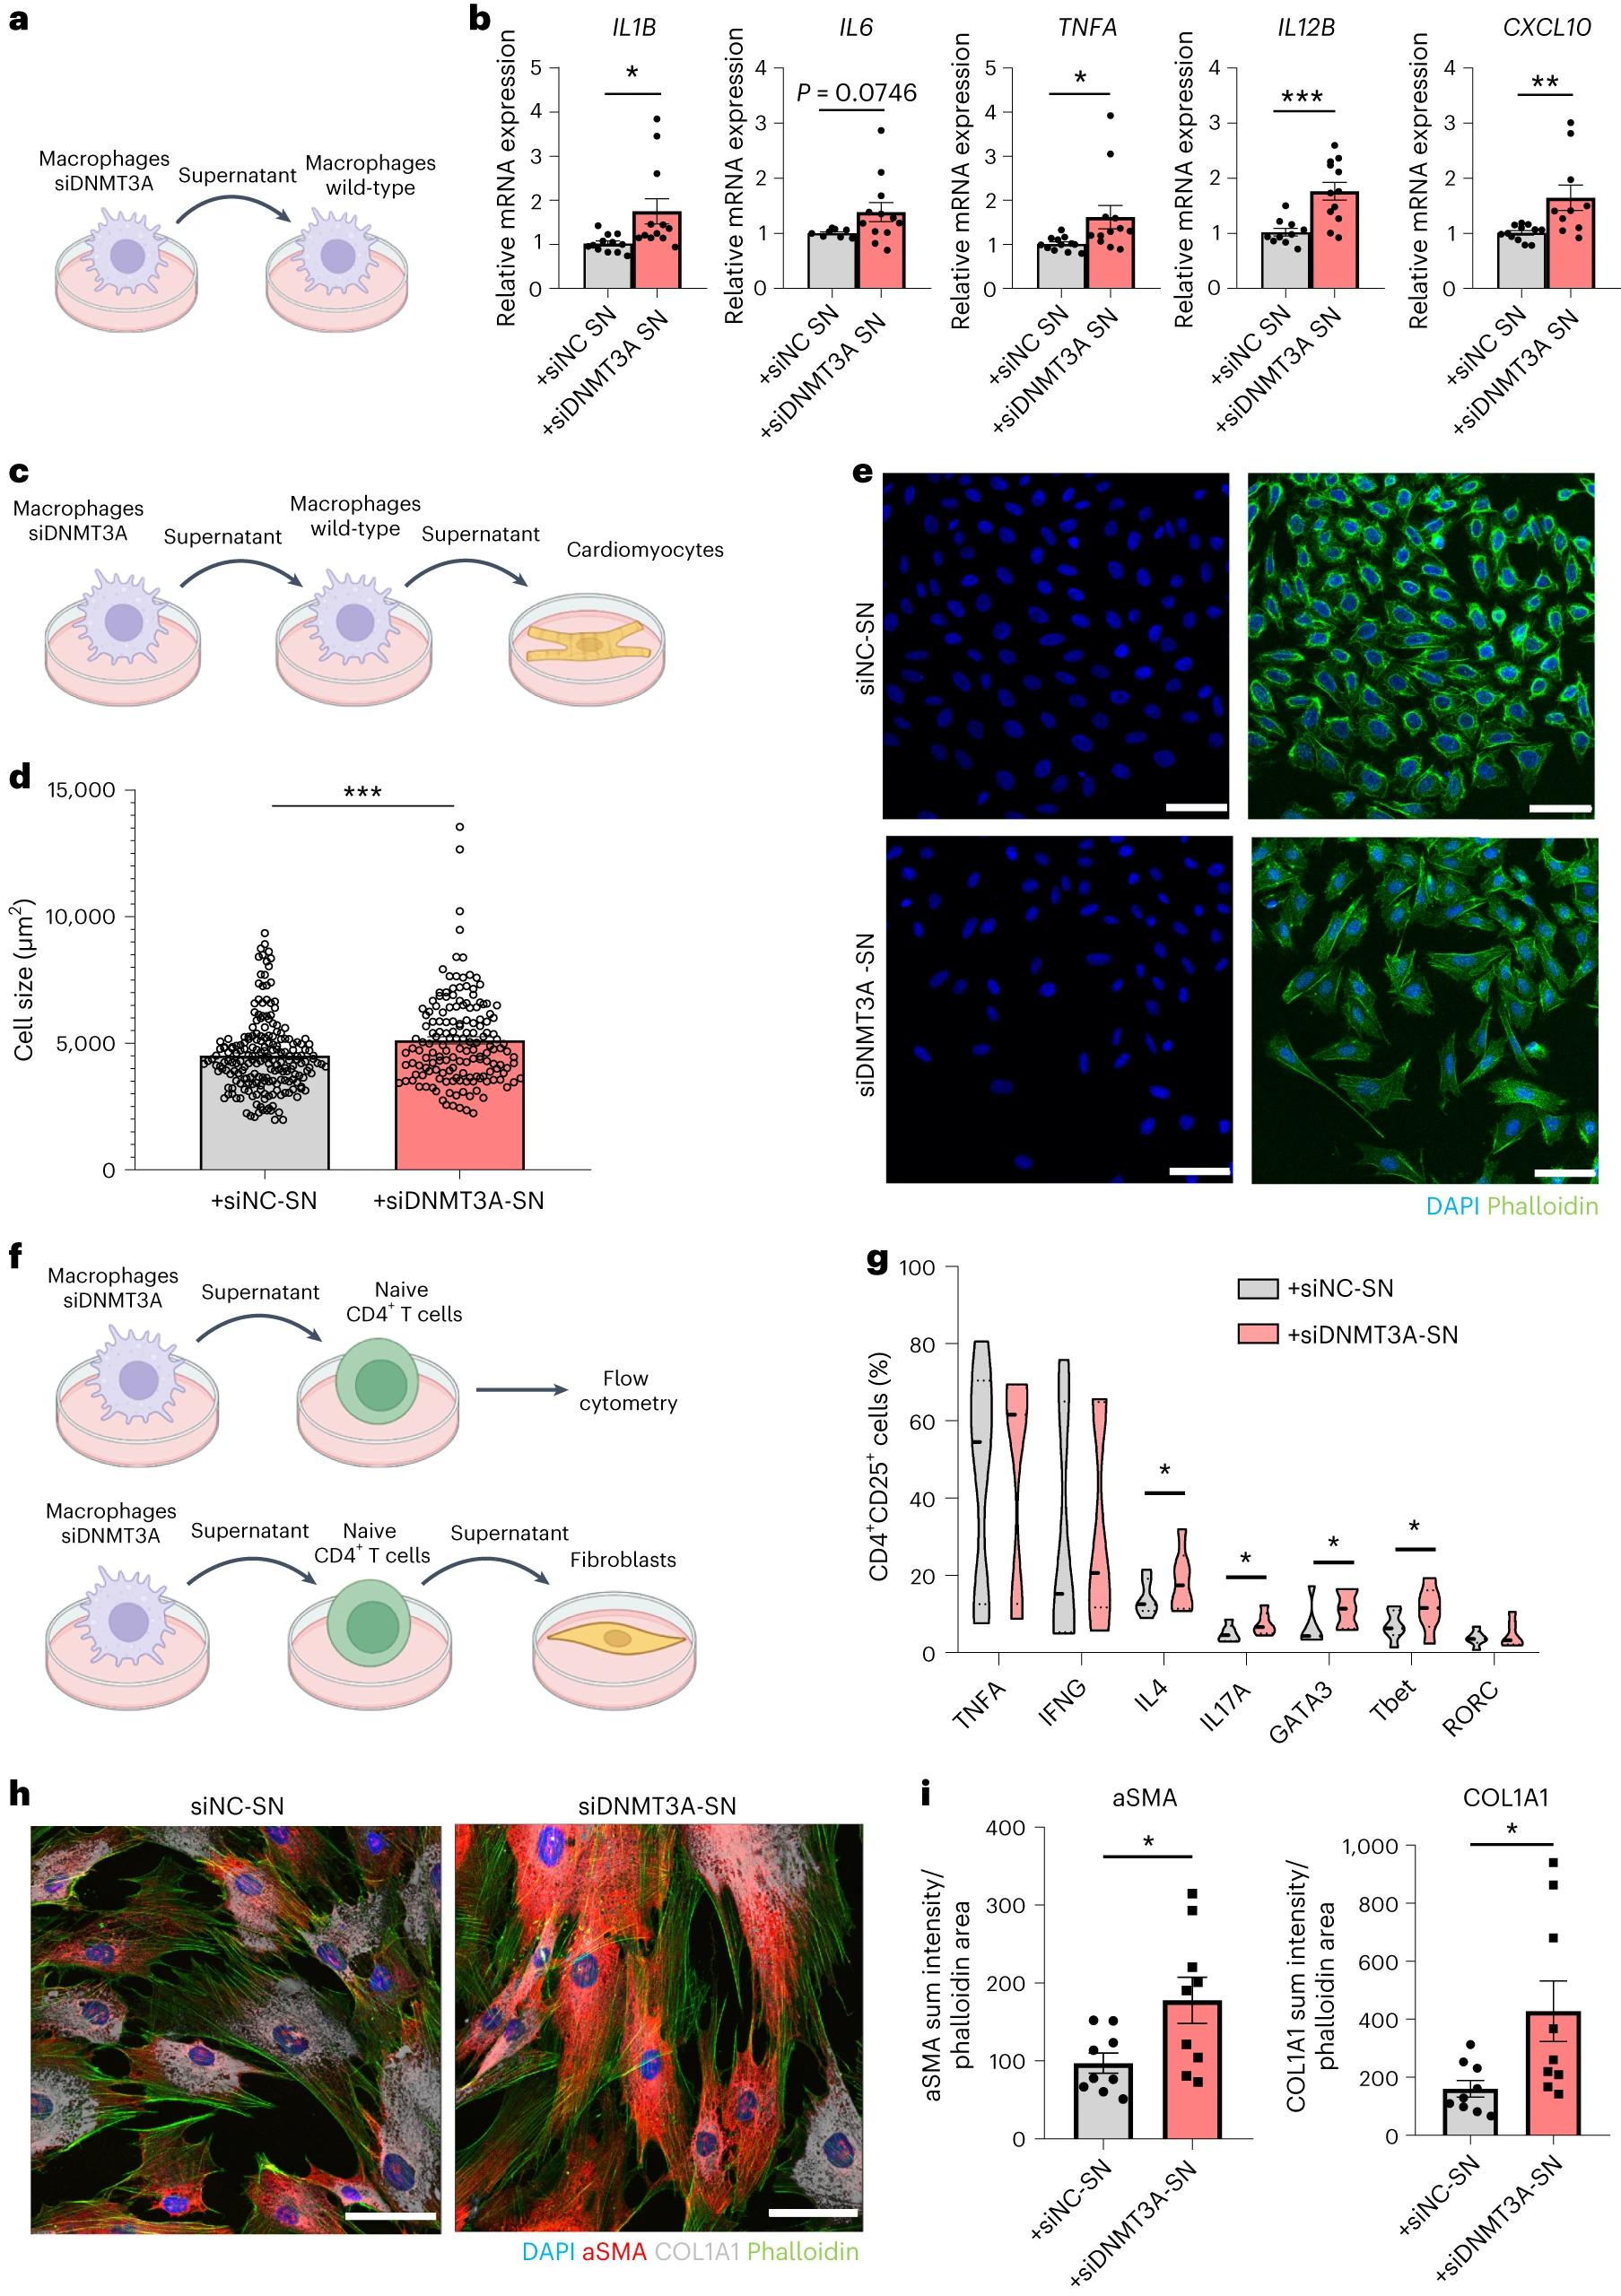 a
Macrophages
siDNMT3A
Supernatant
Macrophages
wild-type
b
IL1B
Relative mRNA expression
5
4
3
2
1
0
*
+siNC SN
+siDNMT3A SN
IL6
Relative mRNA expression
4
3
2
1
0
P = 0.0746
+siNC SN
+siDNMT3A SN
TNFA
Relative mRNA expression
5
4
3
2
1
0
*
+siNC SN
+siDNMT3A SN
IL12B
Relative mRNA expression
4
3
2
1
0
***
+siNC SN
+siDNMT3A SN
CXCL10
Relative mRNA expression
4
3
2
1
0
**
+siNC SN
+siDNMT3A SN
c
Macrophages
siDNMT3A
Supernatant
Macrophages
wild-type
Supernatant
Cardiomyocytes
d
Cell size (µm²)
15,000
10,000
5,000
0
***
+siNC-SN
+siDNMT3A-SN
e
siNC-SN
siDNMT3A -SN
DAPI Phalloidin
f
Macrophages
siDNMT3A
Supernatant
Naive
CD4⁺ T cells
Flow
cytometry
Macrophages
siDNMT3A
Supernatant
Naive
CD4⁺ T cells
Supernatant
Fibroblasts
g
CD4⁺CD25⁺ cells (%)
100
80
60
40
20
0
+siNC-SN
+siDNMT3A-SN
*
*
*
*
TNFA
IFNG
IL4
IL17A
GATA3
Tbet
RORC
h
siNC-SN
siDNMT3A-SN
DAPI aSMA COL1A1 Phalloidin
i
aSMA
aSMA sum intensity/
phalloidin area
400
300
200
100
0
*
+siNC-SN
+siDNMT3A-SN
COL1A1
COL1A1 sum intensity/
phalloidin area
1,000
800
600
400
200
0
*
+siNC-SN
+siDNMT3A-SN